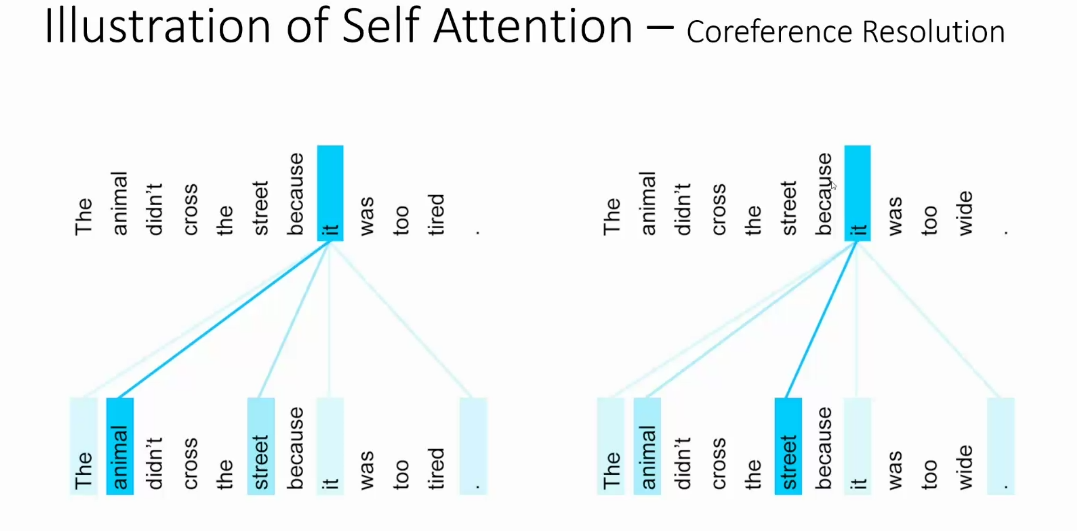 Illustration of Self Attention – Coreference Resolution
The animal didn't cross the street because it was too tired .
The animal didn't cross the street because it was too wide .
The animal didn't cross the street because it was too tired .
The animal didn't cross the street because it was too wide .